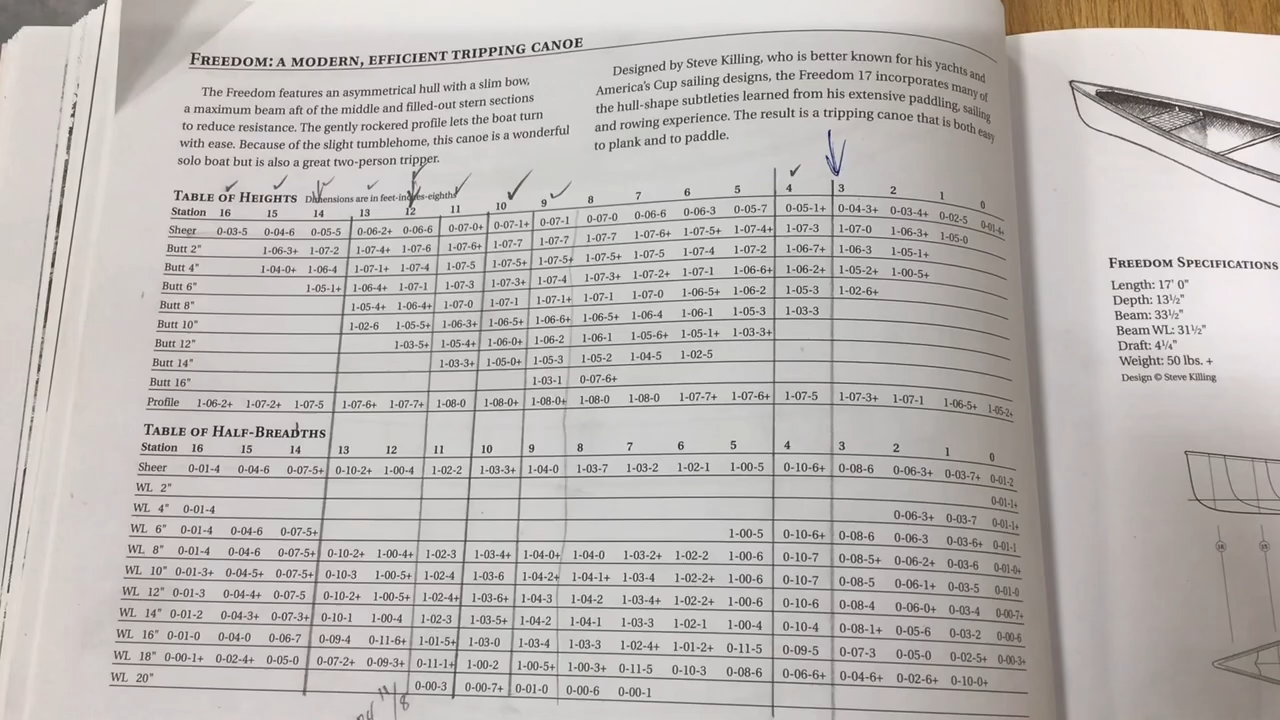 FREEDOM: A MODERN, EFFICIENT TRIPPING CANOE
The Freedom features an asymmetrical hull with a slim bow,
a maximum beam aft of the middle and filled-out stern sections
to reduce resistance. The gently rockered profile lets the boat turn
with ease. Because of the slight tumblehome, this canoe is a wonderful
solo boat but is also a great two-person tripper.
Designed by Steve Killing, who is better known for his yachts and
America's Cup sailing designs, the Freedom 17 incorporates many of
the hull-shape subtleties learned from his extensive paddling, sailing
and rowing experience. The result is a tripping canoe that is both easy
to plank and to paddle.
TABLE OF HEIGHTS Dimensions are in feet-inches-eighths
Station 16 15 14 13 12 11 10 9 8 7 6 5 4 3 2 1 0
Sheer 0-03-5 0-04-6 0-05-5 0-06-2+ 0-06-6 0-07-0+ 0-07-1+ 0-07-1 0-07-0 0-06-6 0-06-3 0-05-7 0-05-1+ 0-04-3+ 0-03-4+ 0-02-5 0-01-4+
Butt 2" 1-06-3+ 1-07-2 1-07-4+ 1-07-6 1-07-6+ 1-07-7 1-07-7 1-07-7 1-07-6+ 1-07-5+ 1-07-4+ 1-07-3 1-07-0 1-06-3+ 1-05-0
Butt 4" 1-04-0+ 1-06-4 1-07-1+ 1-07-4 1-07-5 1-07-5+ 1-07-5+ 1-07-5+ 1-07-5 1-07-4 1-07-2 1-06-7+ 1-06-3 1-05-1+
Butt 6" 1-05-1+ 1-06-4+ 1-07-1 1-07-3 1-07-3+ 1-07-4 1-07-3+ 1-07-2+ 1-07-1 1-06-6+ 1-06-2+ 1-05-2+ 1-00-5+
Butt 8" 1-05-4+ 1-06-4+ 1-07-0 1-07-1 1-07-1+ 1-07-1 1-07-0 1-06-5+ 1-06-2 1-05-3 1-02-6+
Butt 10" 1-02-6 1-05-5+ 1-06-3+ 1-06-5+ 1-06-6+ 1-06-5+ 1-06-4 1-06-1 1-05-3 1-03-3
Butt 12" 1-03-5+ 1-05-4+ 1-06-0+ 1-06-2 1-06-1 1-05-6+ 1-05-1+ 1-03-3+
Butt 14" 1-03-3+ 1-05-0+ 1-05-3 1-05-2 1-04-5 1-02-5
Butt 16" 1-03-1 0-07-6+
Profile 1-06-2+ 1-07-2+ 1-07-5 1-07-6+ 1-07-7+ 1-08-0 1-08-0+ 1-08-0+ 1-08-0 1-08-0 1-07-7+ 1-07-6+ 1-07-5 1-07-3+ 1-07-1 1-06-5+ 1-05-2+
TABLE OF HALF-BREADTHS
Station 16 15 14 13 12 11 10 9 8 7 6 5 4 3 2 1 0
Sheer 0-01-4 0-04-6 0-07-5+ 0-10-2+ 1-00-4 1-02-2 1-03-3+ 1-04-0 1-03-7 1-03-2 1-02-1 1-00-5 0-10-6+ 0-08-6 0-06-3+ 0-03-7+ 0-01-2
WL 2" 0-01-1+
WL 4" 0-01-4 0-06-3+ 0-03-7 0-01-1+
WL 6" 0-01-4 0-04-6 0-07-5+ 1-00-5 0-10-6+ 0-08-6 0-06-3 0-03-6+ 0-01-1
WL 8" 0-01-4 0-04-6 0-07-5+ 0-10-2+ 1-00-4+ 1-02-3 1-03-4+ 1-04-0+ 1-04-0 1-03-2+ 1-02-2 1-00-6 0-10-7 0-08-5+ 0-06-2+ 0-03-6 0-01-0+
WL 10" 0-01-3+ 0-04-5+ 0-07-5+ 0-10-3 1-00-5+ 1-02-4 1-03-6 1-04-2+ 1-04-1+ 1-03-4 1-02-2+ 1-00-6 0-10-7 0-08-5 0-06-1+ 0-03-5 0-01-0
WL 12" 0-01-3 0-04-4+ 0-07-5 0-10-2+ 1-00-5+ 1-02-4+ 1-03-6+ 1-04-3 1-04-2 1-03-4+ 1-02-2+ 1-00-6 0-10-6 0-08-4 0-06-0+ 0-03-4 0-00-7+
WL 14" 0-01-2 0-04-3+ 0-07-3+ 0-10-1 1-00-4 1-02-3 1-03-5+ 1-04-2 1-04-1 1-03-3 1-02-1 1-00-4 0-10-4 0-08-1+ 0-05-6 0-03-2 0-00-6
WL 16" 0-01-0 0-04-0 0-06-7 0-09-4 0-11-6+ 1-01-5+ 1-03-0 1-03-4 1-03-3 1-02-4+ 1-01-2+ 0-11-5 0-09-5 0-07-3 0-05-0 0-02-5+ 0-00-3+
WL 18" 0-00-1+ 0-02-4+ 0-05-0 0-07-2+ 0-09-3+ 0-11-1+ 1-00-2 1-00-5+ 1-00-3+ 0-11-5 0-10-3 0-08-6 0-06-6+ 0-04-6+ 0-02-6+ 0-10-0+
WL 20" 0-00-3 0-00-7+ 0-01-0 0-00-6 0-00-1
FREEDOM SPECIFICATIONS
Length: 17' 0"
Depth: 13½"
Beam: 33½"
Beam WL: 31½"
Draft: 4¼"
Weight: 50 lbs. +
Design © Steve Killing